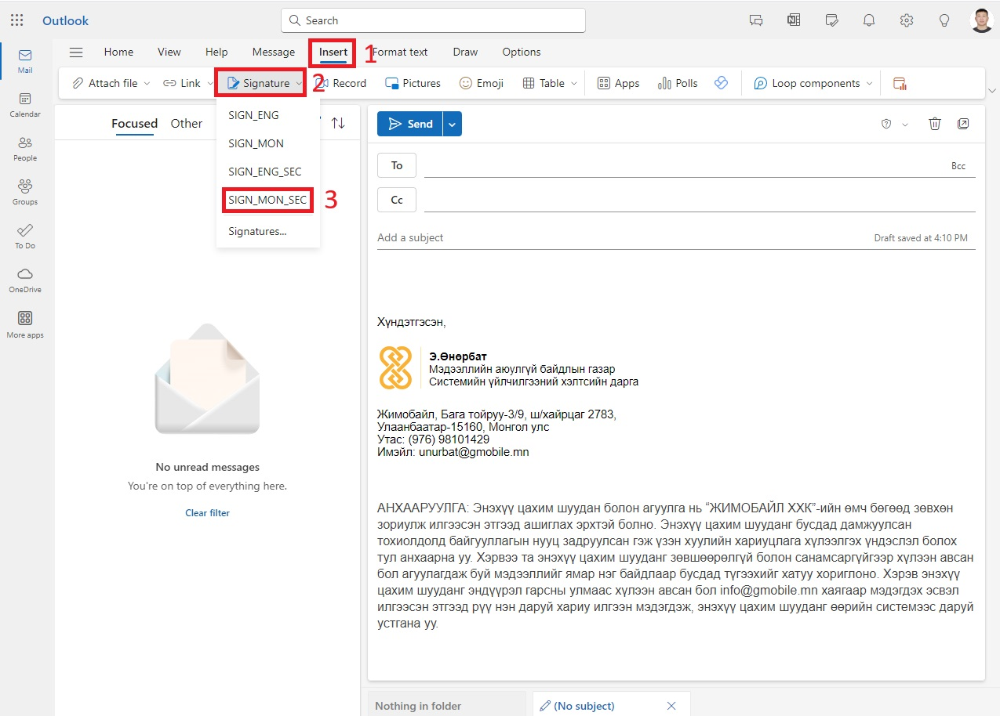 Outlook
Search
Mail
Calendar
People
Groups
To Do
OneDrive
More apps
Home View Help Message Insert 1 Format text Draw Options
Attach file Link Signature 2 Record Pictures Emoji Table Apps Polls Loop components
SIGN_ENG
SIGN_MON
SIGN_ENG_SEC
SIGN_MON_SEC 3
Signatures...
Focused Other
No unread messages
You're on top of everything here.
Clear filter
Send
To Bcc
Cc
Add a subject Draft saved at 4:10 PM
Хүндэтгэсэн,
Э.Өнөрбат
Мэдээллийн аюулгүй байдлын газар
Системийн үйлчилгээний хэлтсийн дарга
Жимобайл, Бага тойруу-3/9, ш/хайрцаг 2783,
Улаанбаатар-15160, Монгол улс
Утас: (976) 98101429
Имэйл: unurbat@gmobile.mn
АНХААРУУЛГА: Энэхүү цахим шуудан болон агуулга нь “ЖИМОБАЙЛ ХХК”-ийн өмч бөгөөд зөвхөн
зориулж илгээсэн этгээд ашиглах эрхтэй болно. Энэхүү цахим шууданг бусдад дамжуулсан
тохиолдолд байгууллагын нууц задруулсан гэж үзэн хуулийн хариуцлага хүлээлгэх үндэслэл болох
тул анхаарна уу. Хэрвээ та энэхүү цахим шууданг зөвшөөрөлгүй болон санамсаргүйгээр хүлээн авсан
бол агуулагдаж буй мэдээллийг ямар нэг байдлаар бусдад түгээхийг хатуу хориглоно. Хэрэв энэхүү
цахим шууданг эндүүрэл гарсны улмаас хүлээн авсан бол info@gmobile.mn хаягаар мэдэгдэх эсвэл
илгээсэн этгээд рүү нэн даруй хариу илгээн мэдэгдэж, энэхүү цахим шууданг өөрийн системээс даруй
устгана уу.
Nothing in folder (No subject)